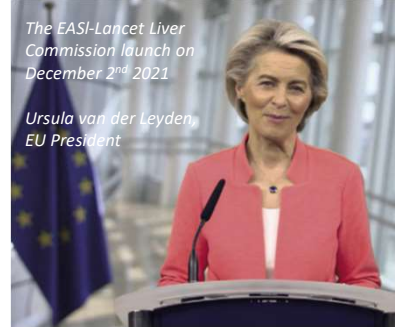 The EASl-Lancet Liver
Commission launch on
December 2nd 2021
Ursula van der Leyden,
EU President